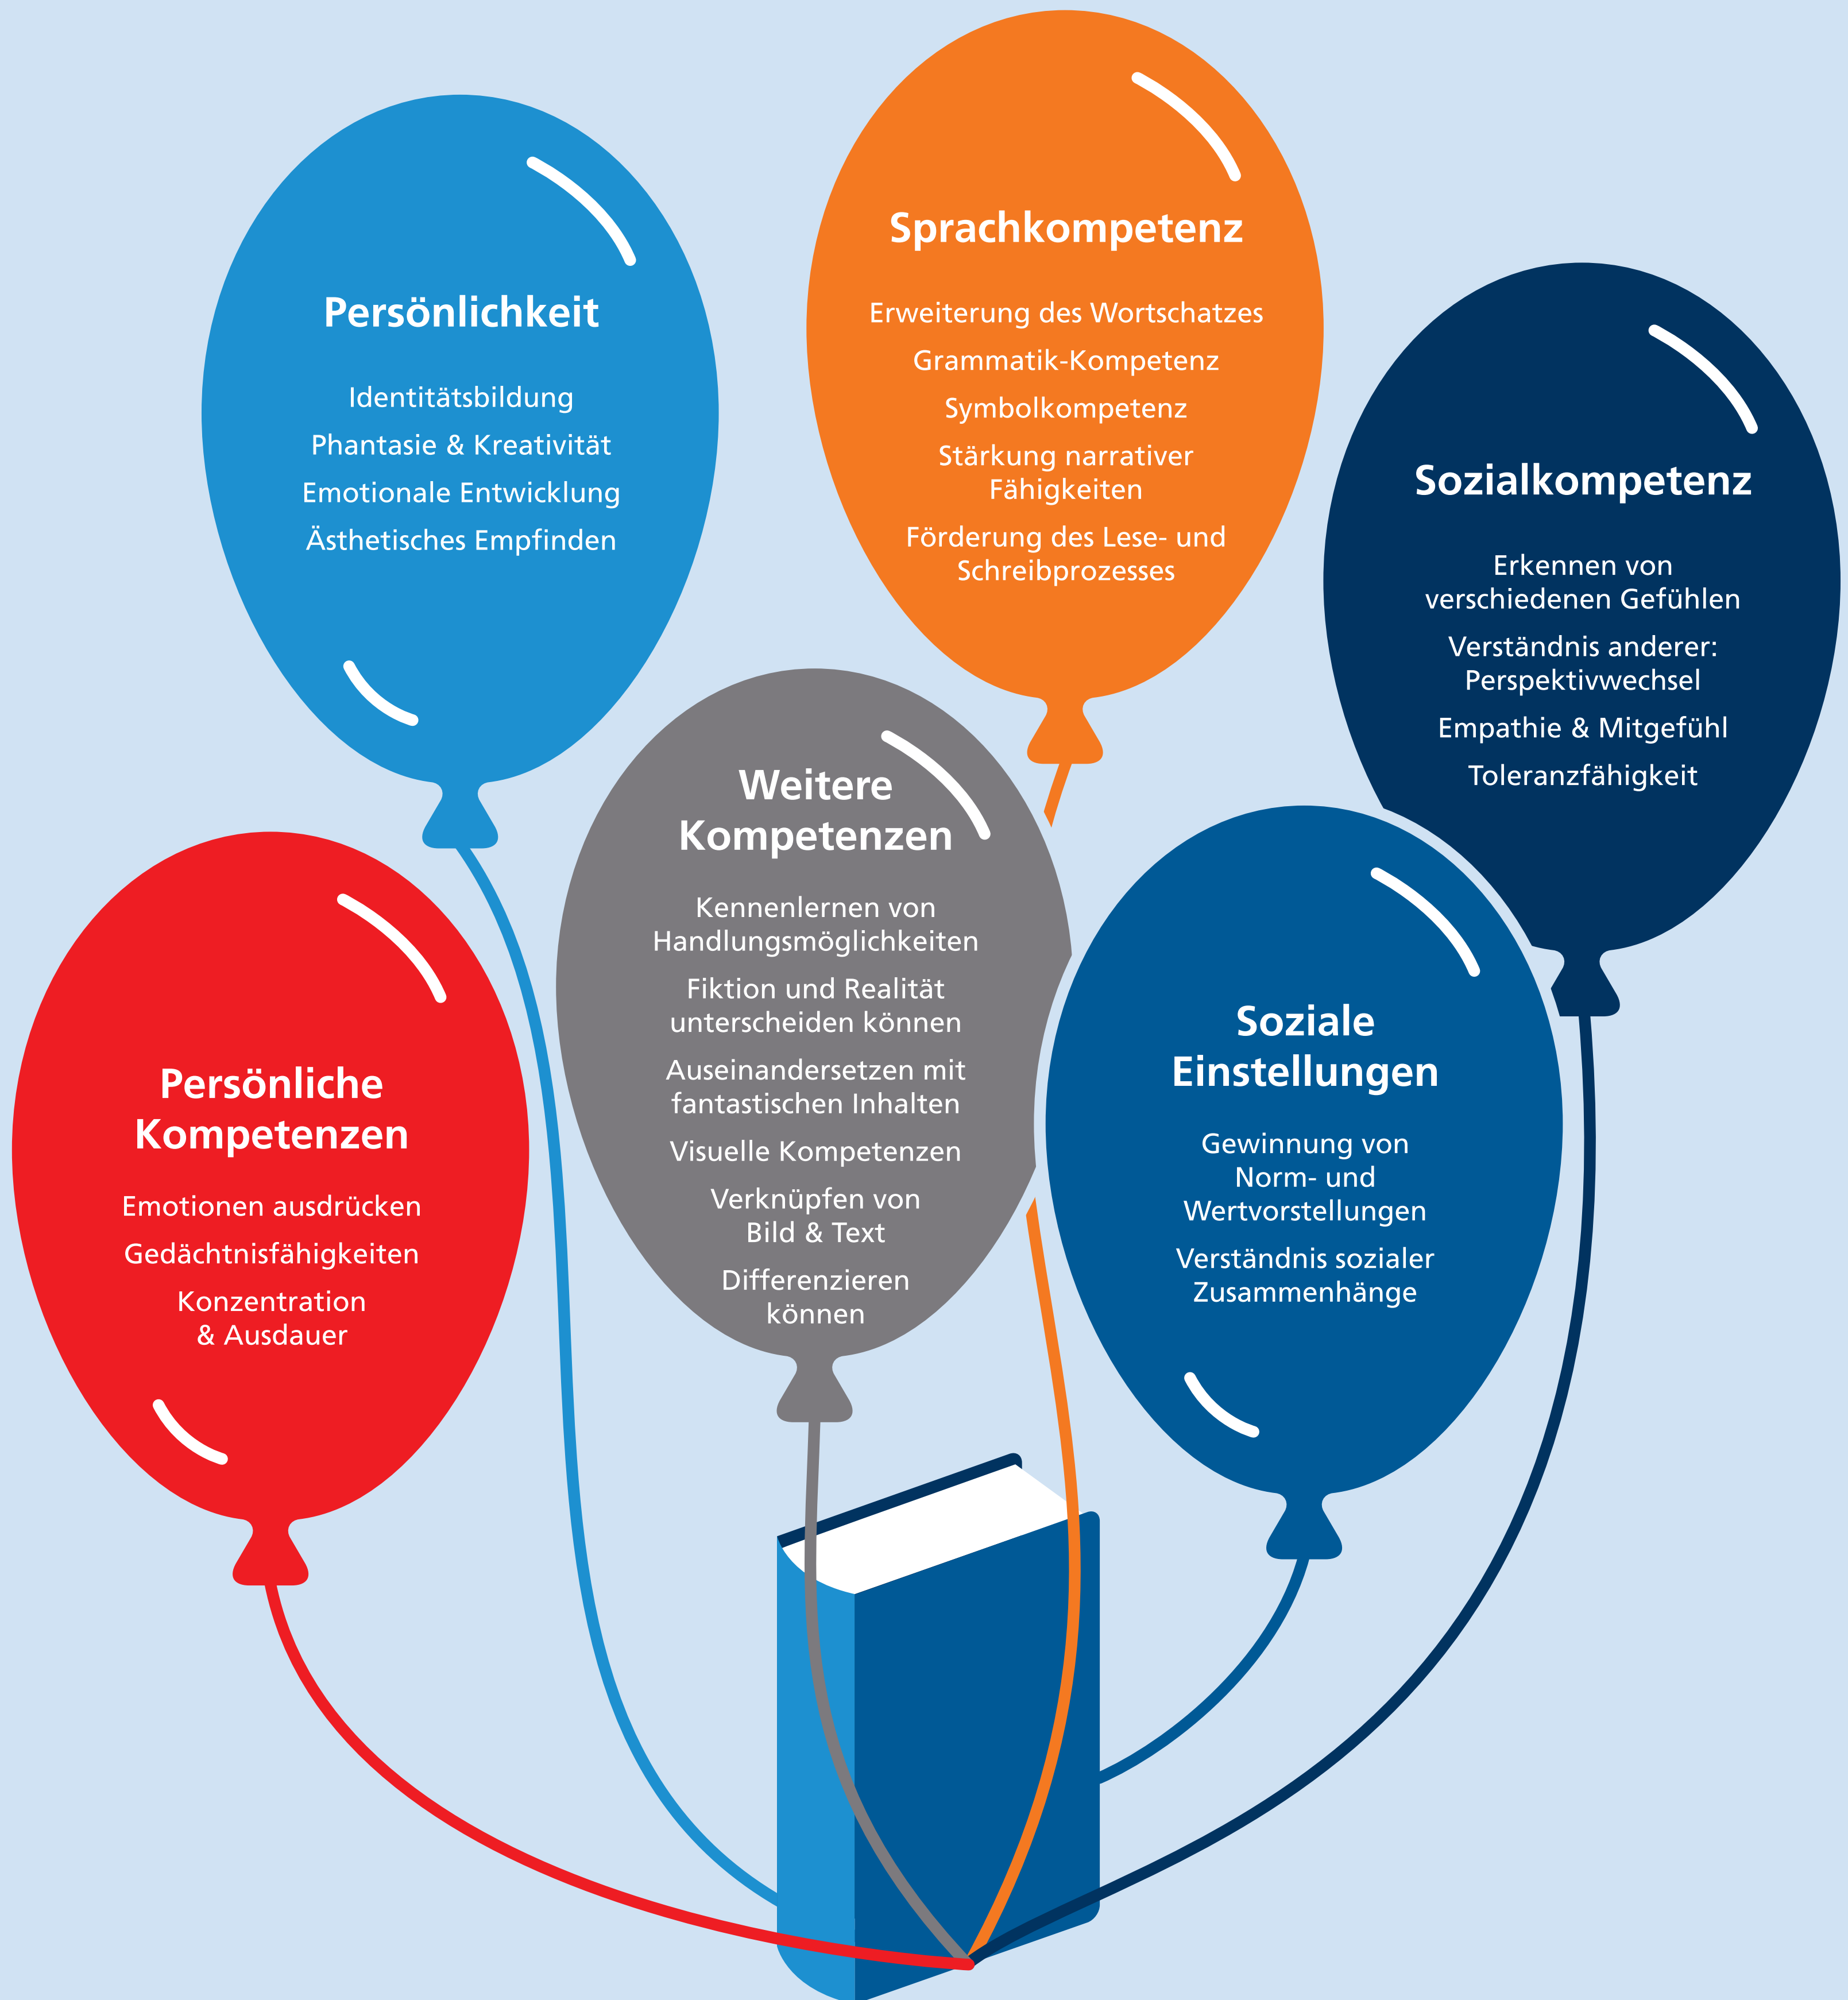 Persönlichkeit
Identitätsbildung
Phantasie & Kreativität
Emotionale Entwicklung
Ästhetisches Empfinden
Sprachkompetenz
Erweiterung des Wortschatzes
Grammatik-Kompetenz
Symbolkompetenz
Stärkung narrativer
Fähigkeiten
Förderung des Lese- und
Schreibprozesses
Sozialkompetenz
Erkennen von
verschiedenen Gefühlen
Verständnis anderer:
Perspektivwechsel
Empathie & Mitgefühl
Toleranzfähigkeit
Persönliche
Kompetenzen
Emotionen ausdrücken
Gedächtnisfähigkeiten
Konzentration
& Ausdauer
Weitere
Kompetenzen
Kennenlernen von
Handlungsmöglichkeiten
Fiktion und Realität
unterscheiden können
Auseinandersetzen mit
fantastischen Inhalten
Visuelle Kompetenzen
Verknüpfen von
Bild & Text
Differenzieren
können
Soziale
Einstellungen
Gewinnung von
Norm- und
Wertvorstellungen
Verständnis sozialer
Zusammenhänge